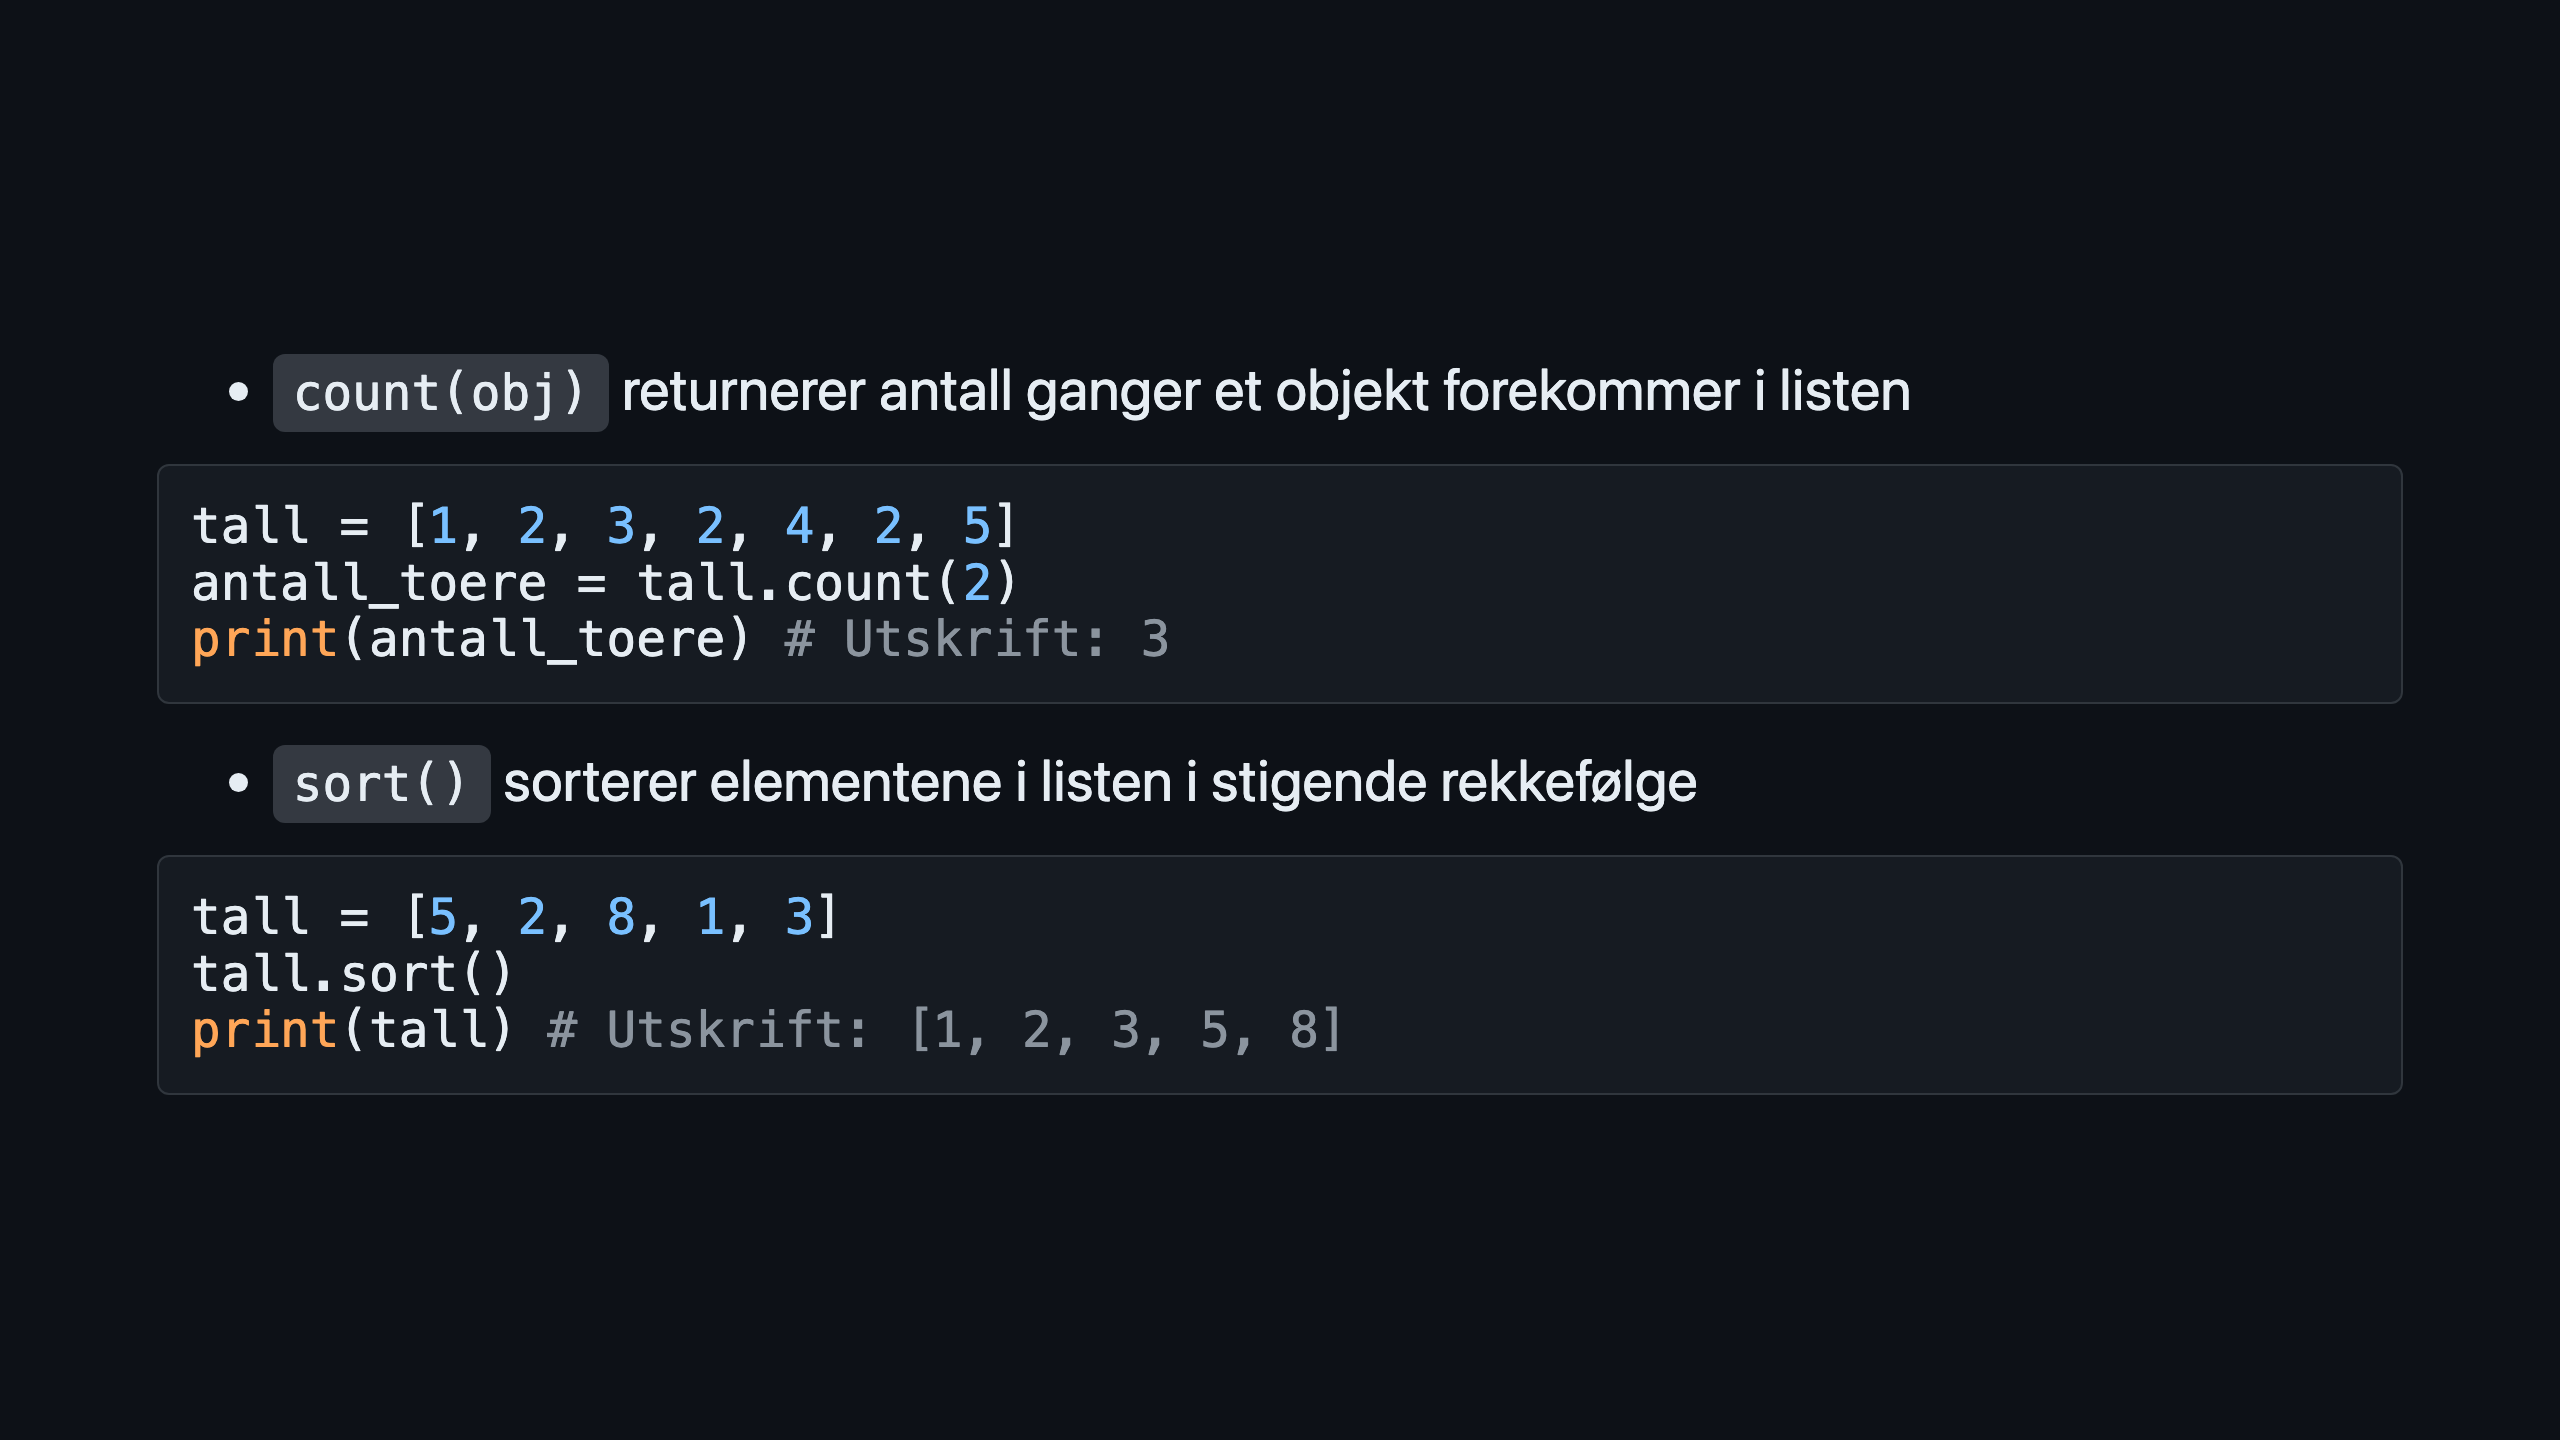 • count(obj) returnerer antall ganger et objekt forekommer i listen
tall = [1, 2, 3, 2, 4, 2, 5]
antall_toere = tall.count(2)
print(antall_toere) # Utskrift: 3
• sort() sorterer elementene i listen i stigende rekkefølge
tall = [5, 2, 8, 1, 3]
tall.sort()
print(tall) # Utskrift: [1, 2, 3, 5, 8]